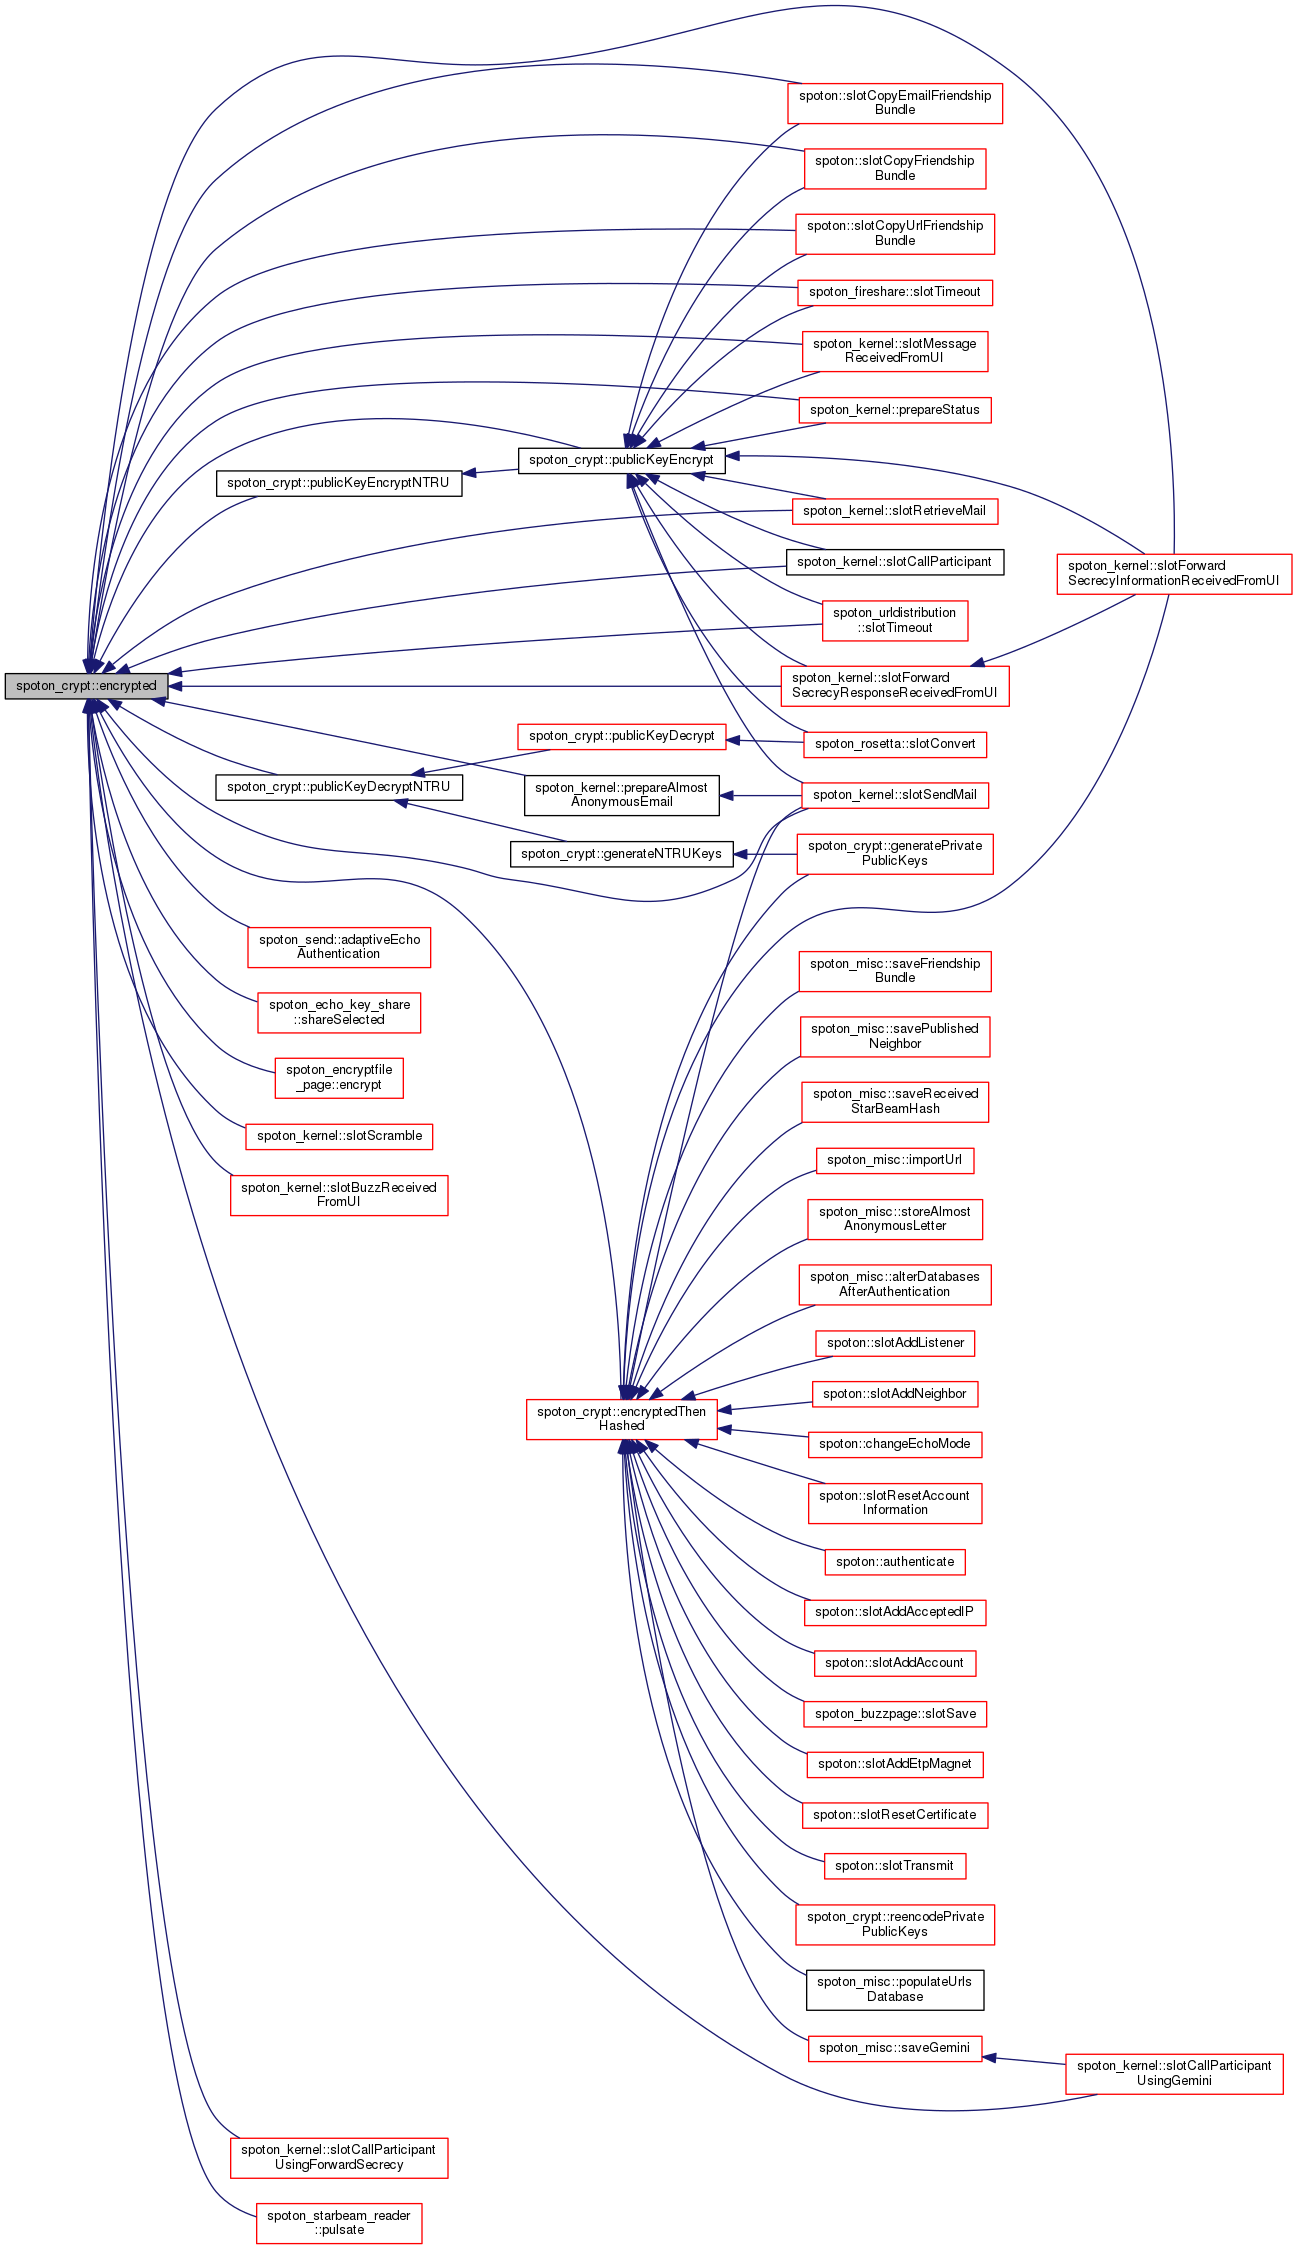 spoton::slotCopyEmailFriendship
Bundle
spoton::slotCopyFriendship
Bundle
spoton::slotCopyUrlFriendship
Bundle
spoton_fireshare::slotTimeout
spoton_kernel::slotMessage
ReceivedFromUI
spoton_kernel::prepareStatus
spoton_crypt::publicKeyEncrypt
spoton_crypt::publicKeyEncryptNTRU
spoton_kernel::slotRetrieveMail
spoton_kernel::slotCallParticipant
spoton_kernel::slotForward
SecrecyInformationReceivedFromUI
spoton_urldistribution
::slotTimeout
spoton_crypt::encrypted
spoton_kernel::slotForward
SecrecyResponseReceivedFromUI
spoton_crypt::publicKeyDecrypt
spoton_rosetta::slotConvert
spoton_crypt::publicKeyDecryptNTRU
spoton_kernel::prepareAlmost
AnonymousEmail
spoton_kernel::slotSendMail
spoton_crypt::generateNTRUKeys
spoton_crypt::generatePrivate
PublicKeys
spoton_send::adaptiveEcho
Authentication
spoton_misc::saveFriendship
Bundle
spoton_echo_key_share
::shareSelected
spoton_misc::savePublished
Neighbor
spoton_encryptfile
_page::encrypt
spoton_misc::saveReceived
StarBeamHash
spoton_kernel::slotScramble
spoton_misc::importUrl
spoton_kernel::slotBuzzReceived
FromUI
spoton_misc::storeAlmost
AnonymousLetter
spoton_misc::alterDatabases
AfterAuthentication
spoton::slotAddListener
spoton::slotAddNeighbor
spoton_crypt::encryptedThen
Hashed
spoton::changeEchoMode
spoton::slotResetAccount
Information
spoton::authenticate
spoton::slotAddAcceptedIP
spoton::slotAddAccount
spoton_buzzpage::slotSave
spoton::slotAddEtpMagnet
spoton::slotResetCertificate
spoton::slotTransmit
spoton_crypt::reencodePrivate
PublicKeys
spoton_misc::populateUrls
Database
spoton_misc::saveGemini
spoton_kernel::slotCallParticipant
UsingGemini
spoton_kernel::slotCallParticipant
UsingForwardSecrecy
spoton_starbeam_reader
::pulsate